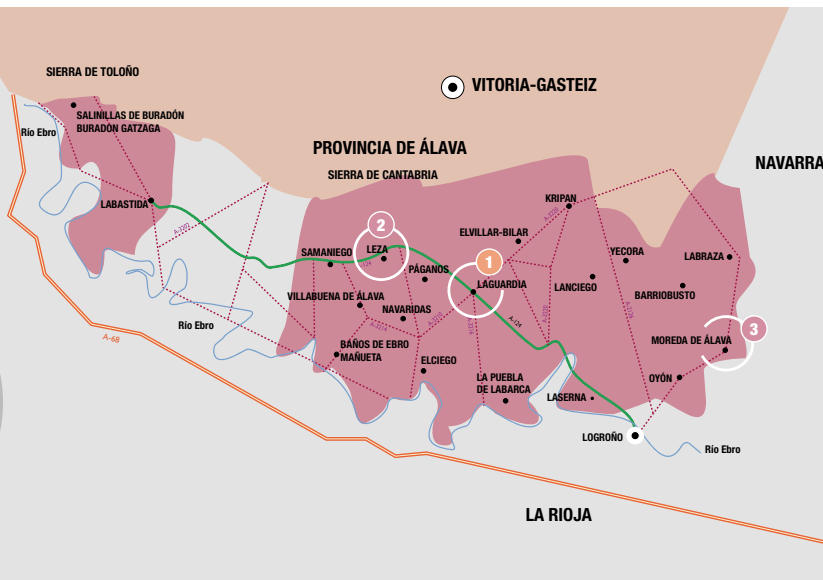 SIERRA DE TOLOÑO
VITORIA-GASTEIZ
SALINILLAS DE BURADÓN
BURADÓN GATZAGA
Río Ebro
PROVINCIA DE ÁLAVA
NAVARRA
SIERRA DE CANTABRIA
KRIPAN
LABASTIDA
2
A-3202
ELVILLAR-BILAR
SAMANIEGO
LEZA
YECORA
LABRAZA
1
PÁGANOS
LAGUARDIA
LANCIEGO
BARRIOBUSTO
VILLABUENA DE ÁLAVA
NAVARIDAS
A-124
Río Ebro
3
A-68
BAÑOS DE EBRO
MAÑUETA
MOREDA DE ÁLAVA
ELCIEGO
OYÓN
LA PUEBLA
DE LABARCA
LASERNA
LOGROÑO
Río Ebro
LA RIOJA